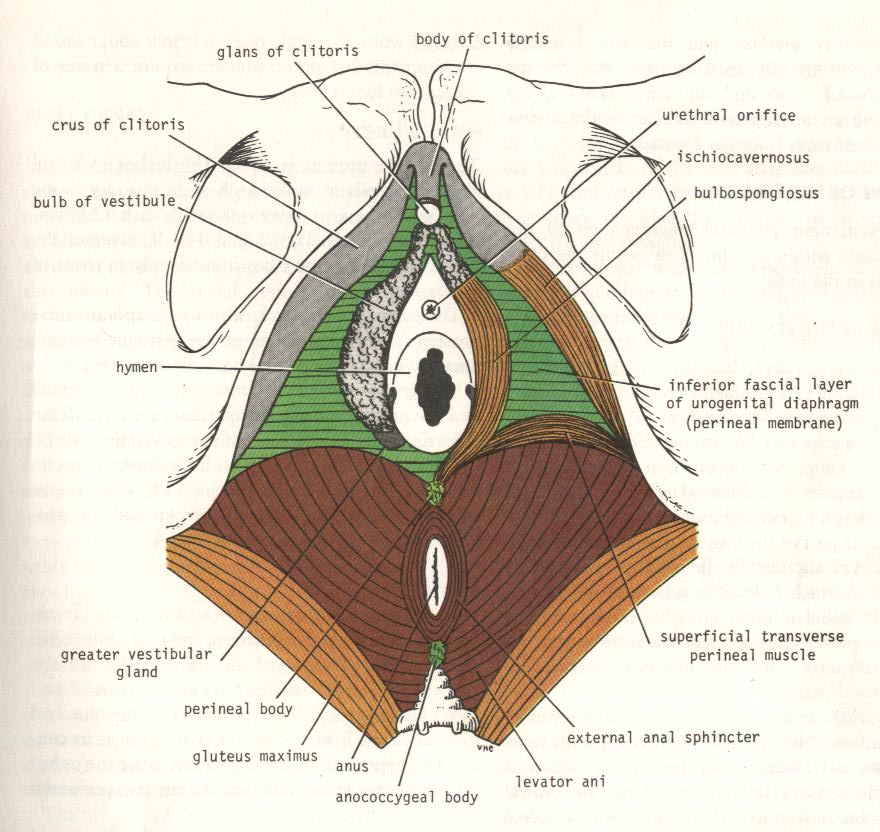 body of clitoris
glans of clitoris
urethral orifice
crus of clitoris
ischiocavernosus
bulbospongiosus
bulb of vestibule
hymen
inferior fascial layer
of urogenital diaphragm
(perineal membrane)
superficial transverse
perineal muscle
greater vestibular
gland
perineal body
external anal sphincter
gluteus maximus
anus
levator ani
anococcygeal body